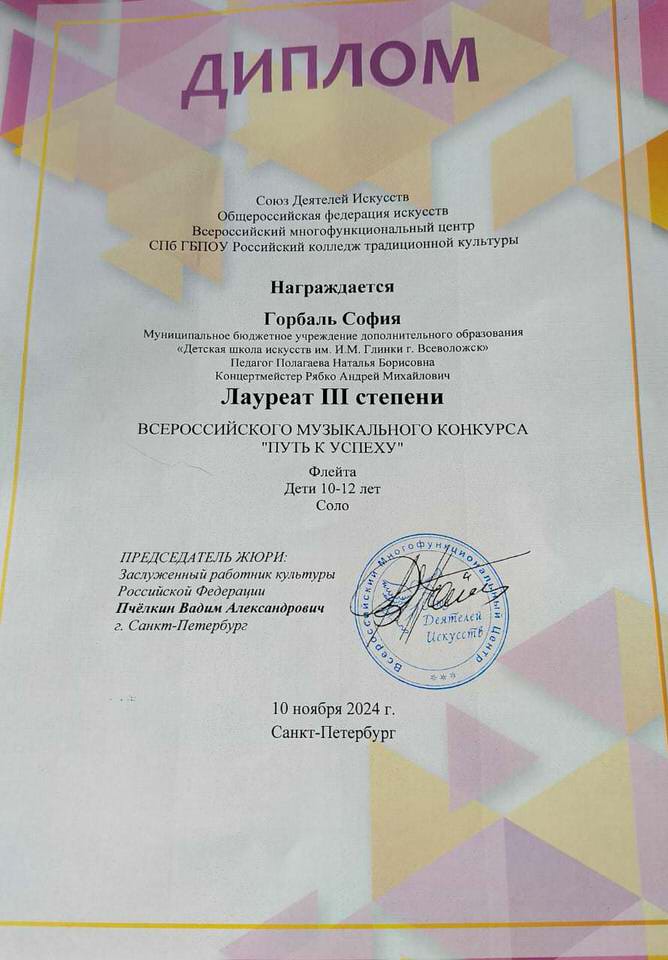 ДИПЛОМ
Союз Деятелей Искусств
Общероссийская федерация искусств
Всероссийский многофункциональный центр
СПб ГБПОУ Российский колледж традиционной культуры
Награждается
Горбаль София
Муниципальное бюджетное учреждение дополнительного образования
«Детская школа искусств им. И.М. Глинки г. Всеволожск»
Педагог Полагаева Наталья Борисовна
Концертмейстер Рябко Андрей Михайлович
Лауреат III степени
ВСЕРОССИЙСКОГО МУЗЫКАЛЬНОГО КОНКУРСА
"ПУТЬ К УСПЕХУ"
Флейта
Дети 10-12 лет
Соло
ПРЕДСЕДАТЕЛЬ ЖЮРИ:
Заслуженный работник культуры
Российской Федерации
Пчёлкин Вадим Александрович
г. Санкт-Петербург
Всероссийский Многофункциональный Центр
Деятелей
Искусств
***
10 ноября 2024 г.
Санкт-Петербург